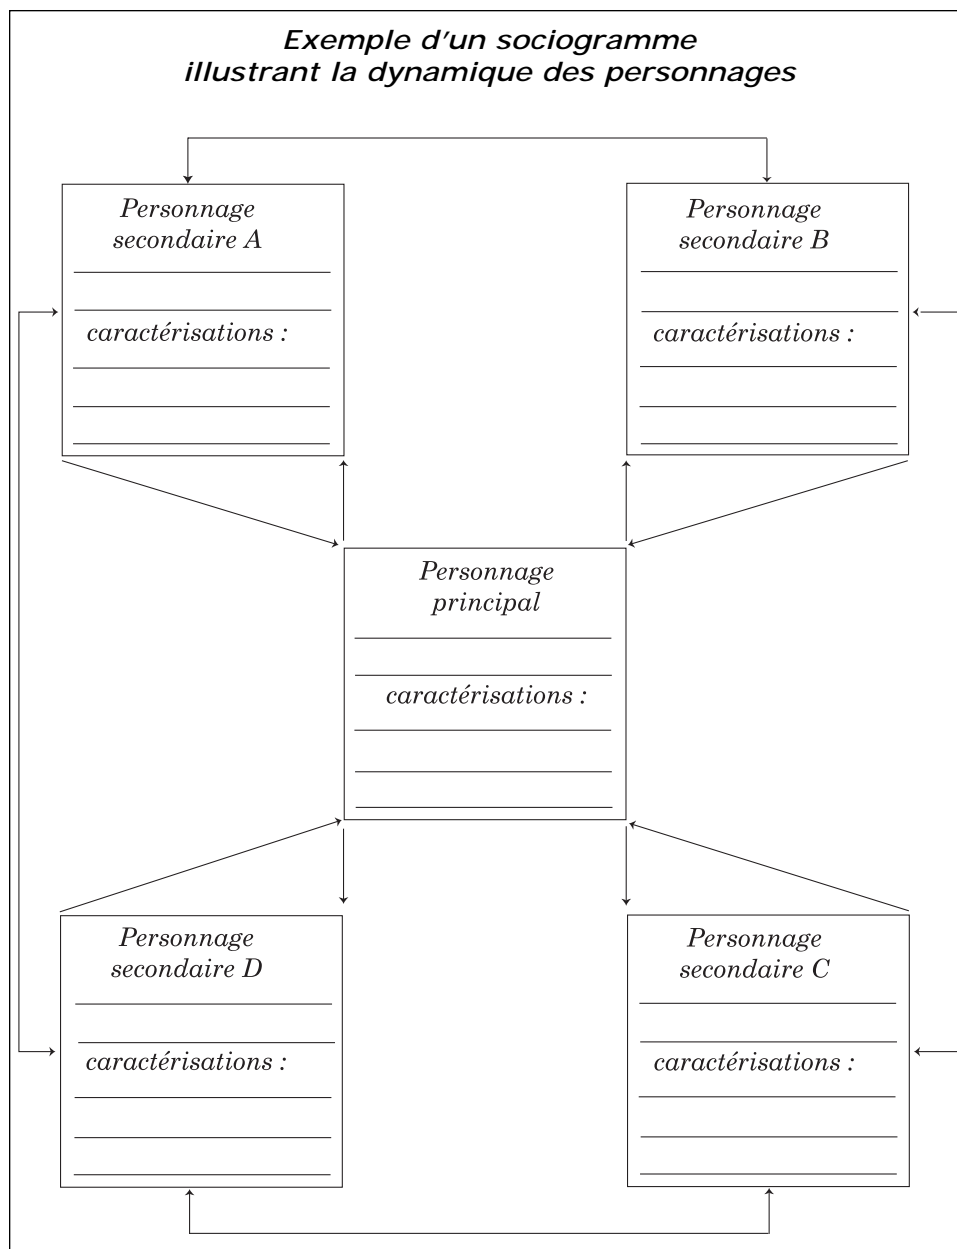 Exemple d'un sociogramme
illustrant la dynamique des personnages
Personnage
secondaire A
caractérisations :
Personnage
secondaire B
caractérisations :
Personnage
principal
caractérisations :
Personnage
secondaire D
caractérisations :
Personnage
secondaire C
caractérisations :